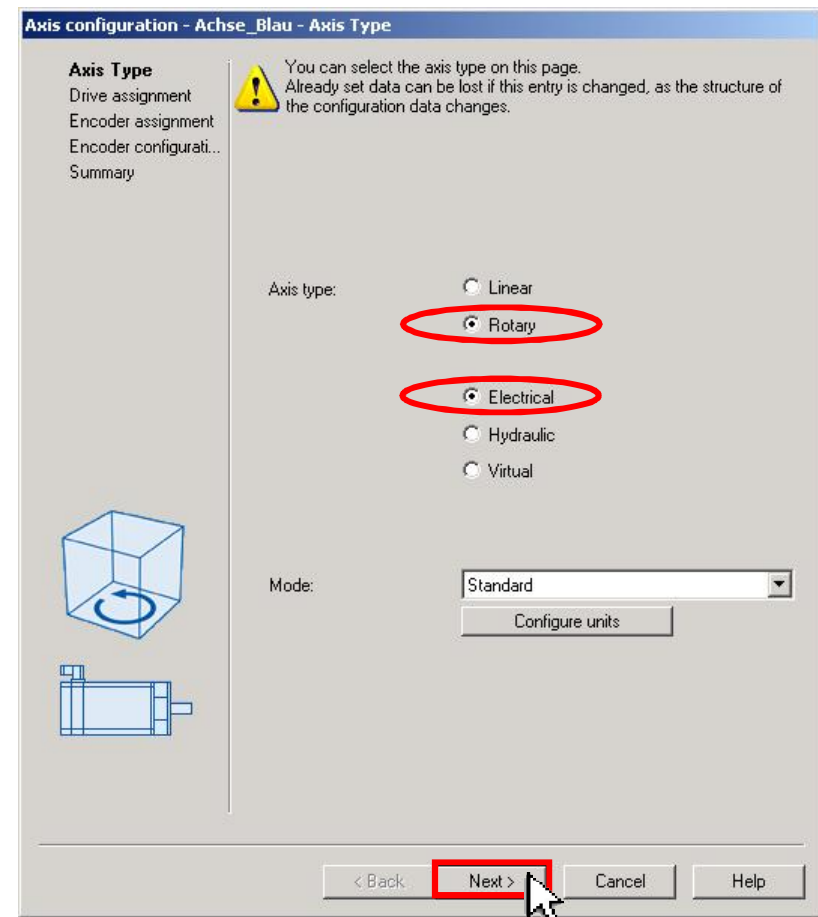 Axis configuration - Achse_Blau - Axis Type
Axis Type
Drive assignment
Encoder assignment
Encoder configurati...
Summary
You can select the axis type on this page.
Already set data can be lost if this entry is changed, as the structure of
the configuration data changes.
Axis type:
Linear
Rotary
Electrical
Hydraulic
Virtual
Mode:
Standard
Configure units
< Back
Next >
Cancel
Help